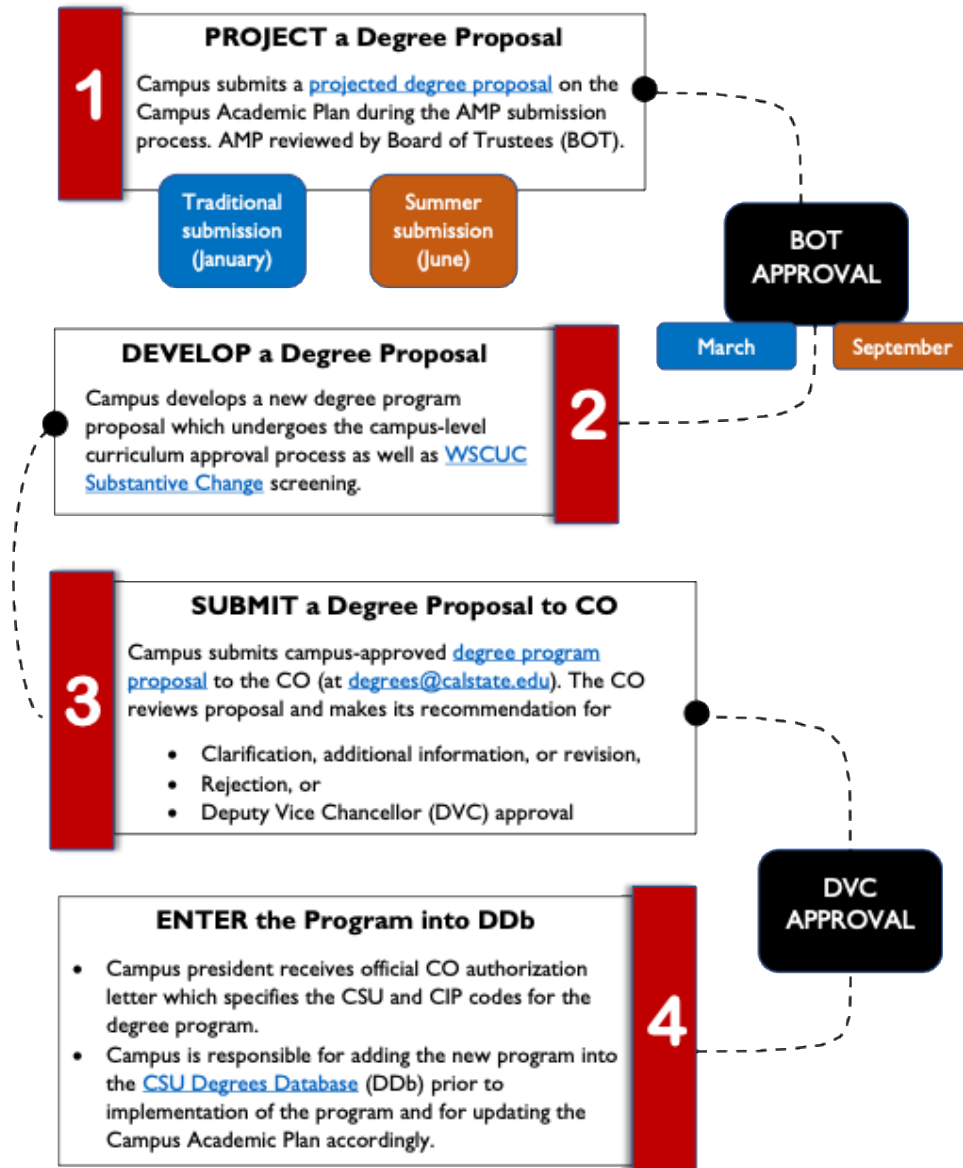 1
PROJECT a Degree Proposal
Campus submits a projected degree proposal on the
Campus Academic Plan during the AMP submission
process. AMP reviewed by Board of Trustees (BOT).
Traditional
submission
(January)
Summer
submission
(June)
BOT
APPROVAL
March
September
2
DEVELOP a Degree Proposal
Campus develops a new degree program
proposal which undergoes the campus-level
curriculum approval process as well as WSCUC
Substantive Change screening.
3
SUBMIT a Degree Proposal to CO
Campus submits campus-approved degree program
proposal to the CO (at degrees@calstate.edu). The CO
reviews proposal and makes its recommendation for
• Clarification, additional information, or revision,
• Rejection, or
• Deputy Vice Chancellor (DVC) approval
DVC
APPROVAL
4
ENTER the Program into DDb
• Campus president receives official CO authorization
letter which specifies the CSU and CIP codes for the
degree program.
• Campus is responsible for adding the new program into
the CSU Degrees Database (DDb) prior to
implementation of the program and for updating the
Campus Academic Plan accordingly.